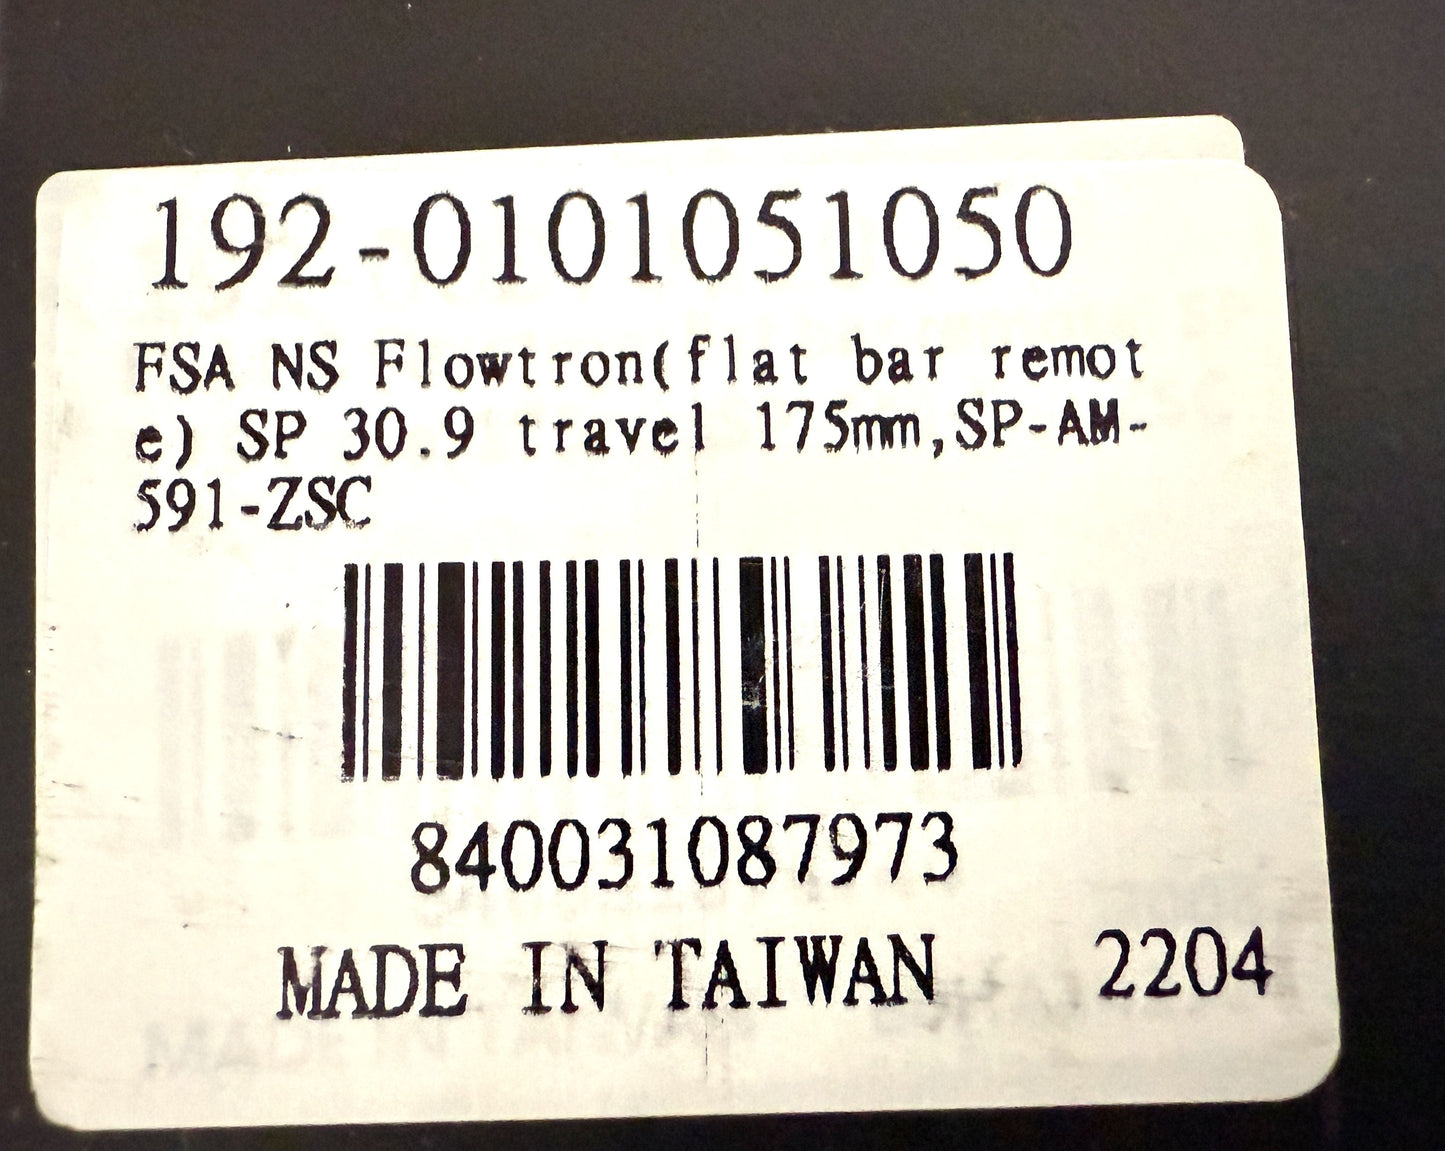 192-0101051050
FSA NS Flowtron(flat bar remot
e) SP 30.9 travel 175mm,SP-AM-
591-ZSC
840031087973
MADE IN TAIWAN 2204